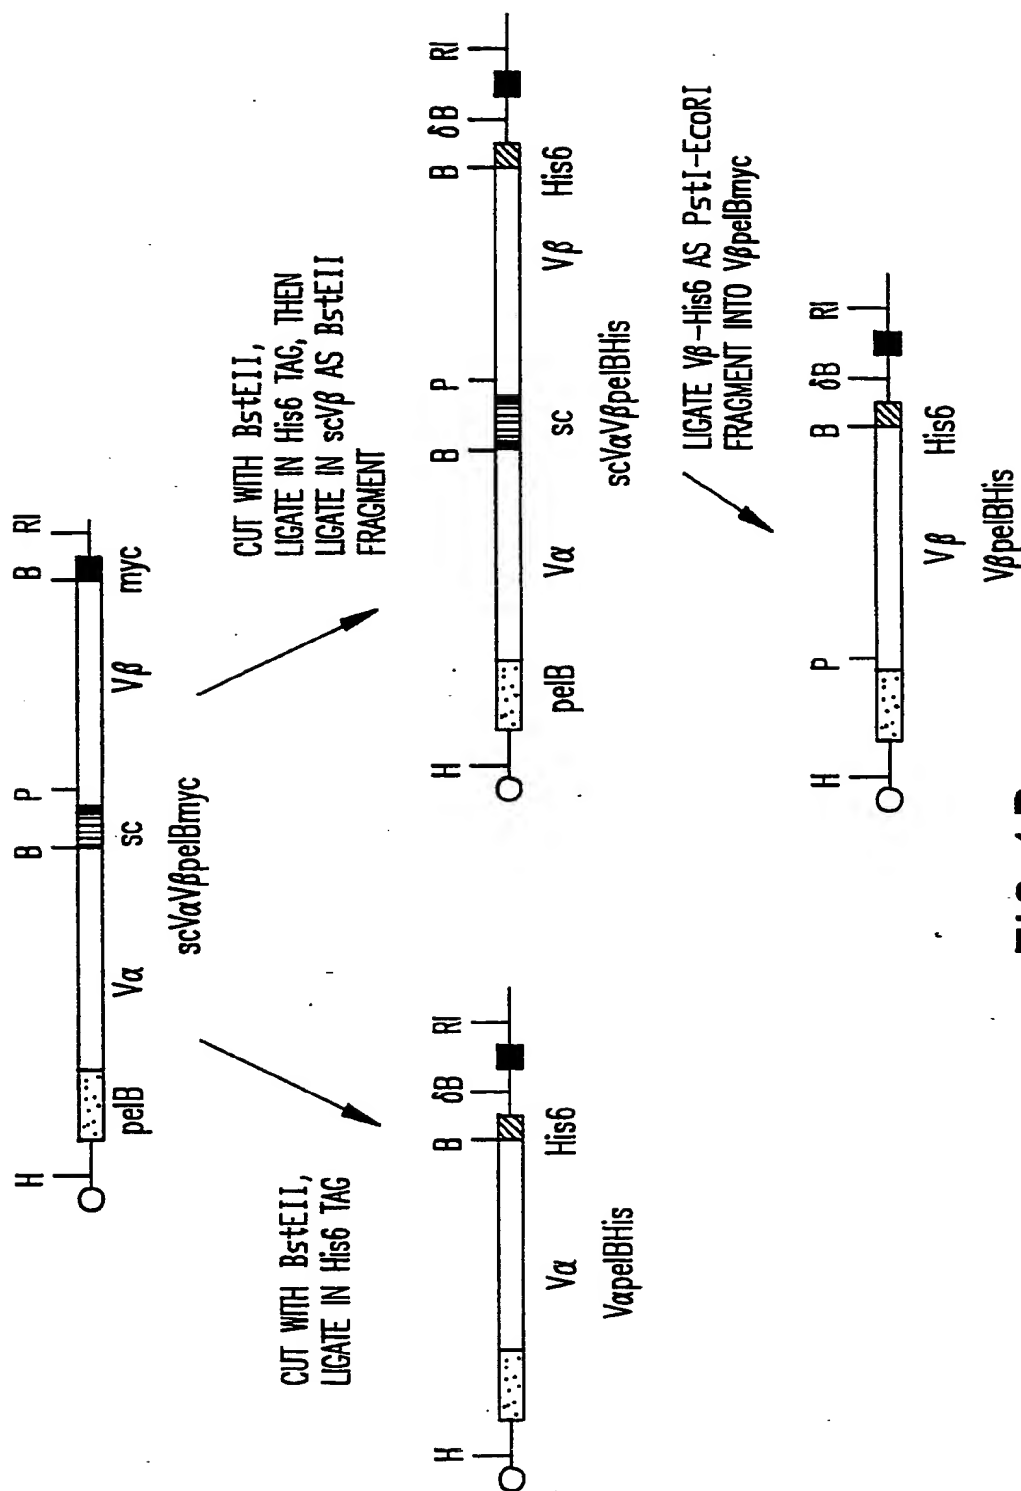 H B P B RI
pelB Vα sc Vβ myc
scVαVβpelBmyc
CUT WITH BstEII,
LIGATE IN His6 TAG
CUT WITH BstEII,
LIGATE IN His6 TAG, THEN
LIGATE IN scVβ AS BstEII
FRAGMENT
H B δB RI
Vα His6
VαpelBHis
H B P B δB RI
pelB Vα sc Vβ His6
scVαVβpelBHis
LIGATE Vβ-His6 AS PstI-EcoRI
FRAGMENT INTO VβpelBmyc
H P B δB RI
Vβ His6
VβpelBHis